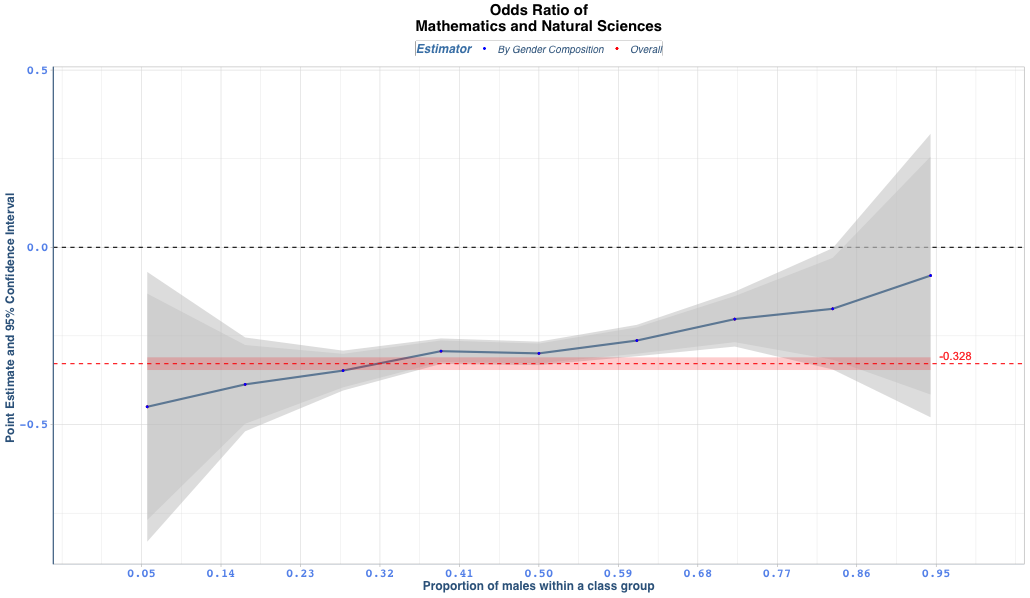 Odds Ratio of
Mathematics and Natural Sciences
Estimator By Gender Composition Overall
Point Estimate and 95% Confidence Interval
0.5
0.0
−0.5
-0.328
0.05 0.14 0.23 0.32 0.41 0.50 0.59 0.68 0.77 0.86 0.95
Proportion of males within a class group